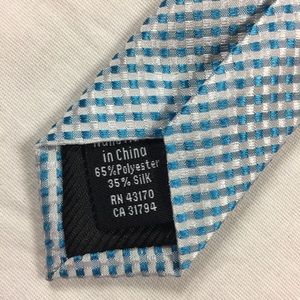 in China
65% Polyester
35% Silk
RN 43170
CA 31794